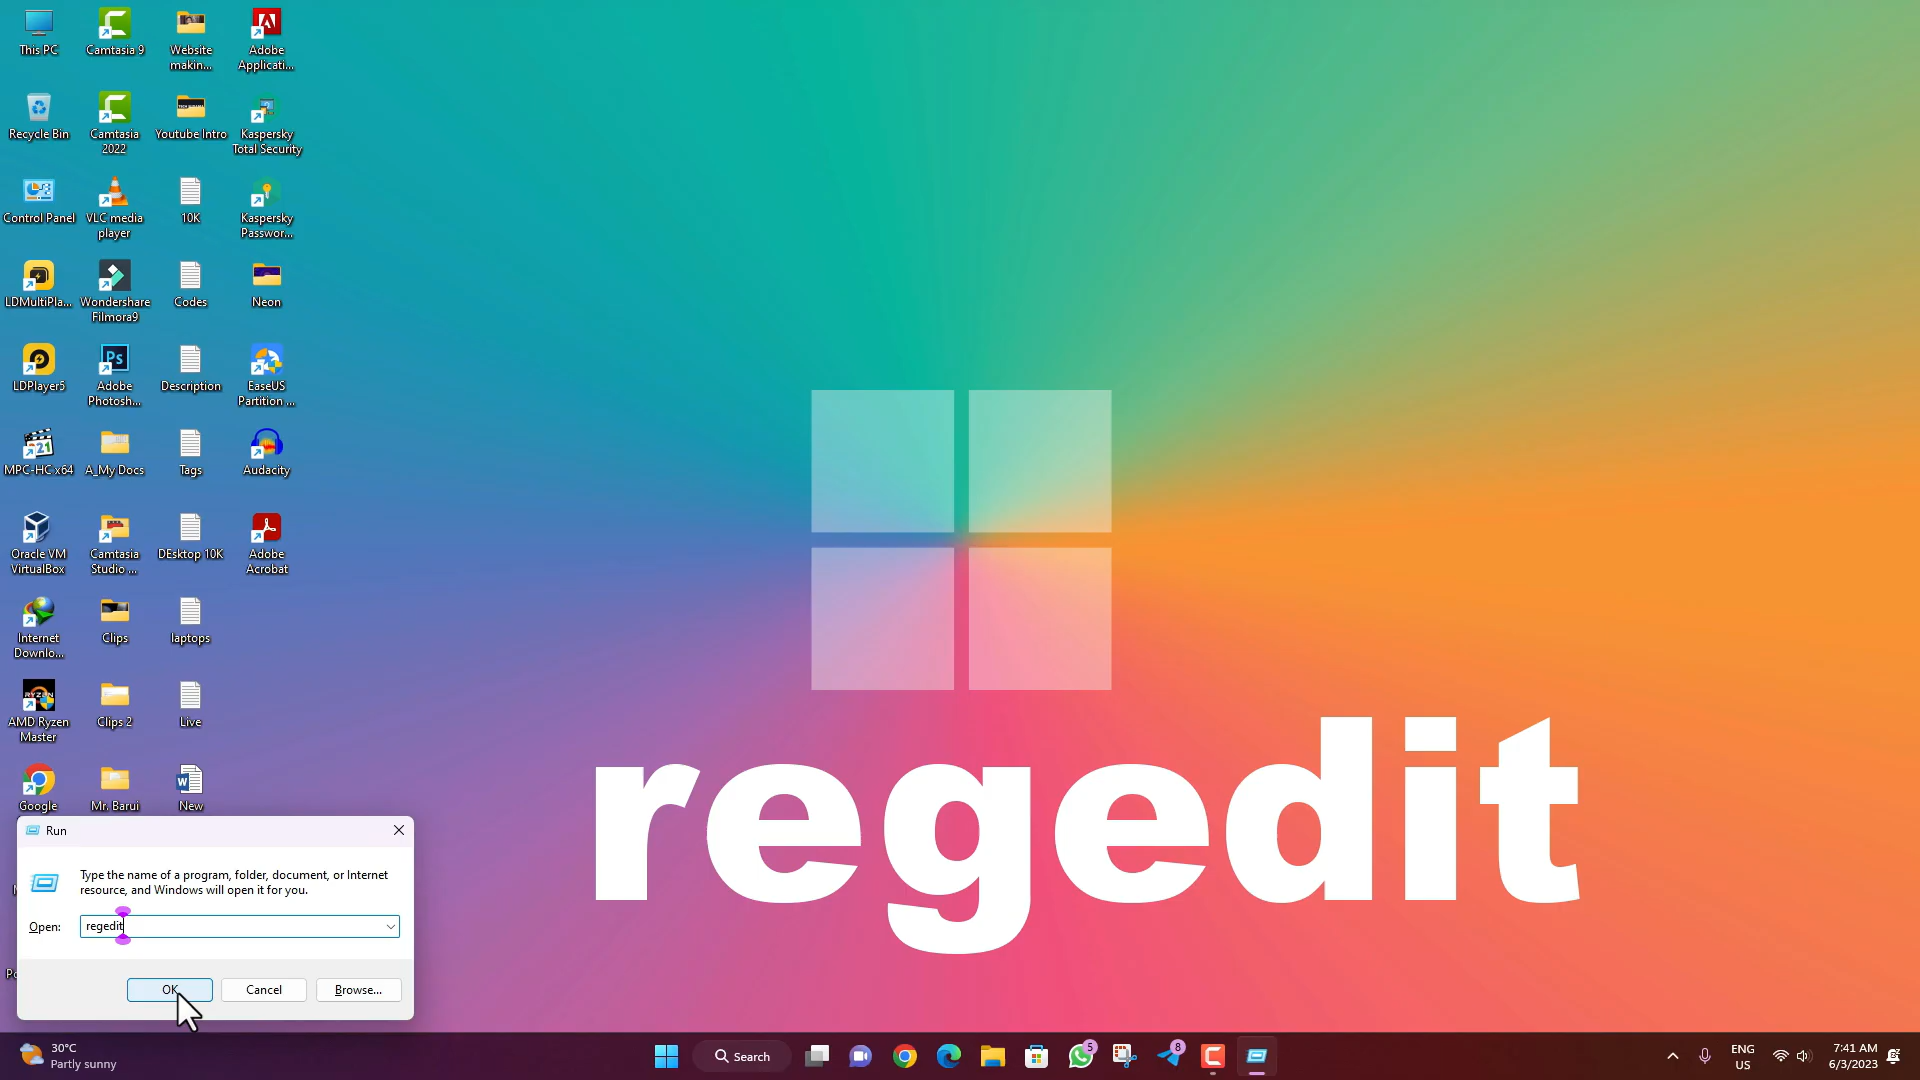 This PC
Camtasia 9
Website
makin...
Adobe
Applicati...
Recycle Bin
Camtasia
2022
Youtube Intro
Kaspersky
Total Security
Control Panel
VLC media
player
10K
Kaspersky
Passwor...
LDMultiPla...
Wondershare
Filmora9
Codes
Neon
LDPlayer5
Adobe
Photosh...
Description
EaseUS
Partition ...
MPC-HC x64
A_My Docs
Tags
Audacity
Oracle VM
VirtualBox
Camtasia
Studio ...
DEsktop 10K
Adobe
Acrobat
Internet
Downlo...
Clips
laptops
AMD Ryzen
Master
Clips 2
Live
Google
Mr. Barui
New
regedit
Run
Type the name of a program, folder, document, or Internet
resource, and Windows will open it for you.
Open:
regedit
OK
Cancel
Browse...
30°C
Partly sunny
Search
5
8
ENG
US
7:41 AM
6/3/2023